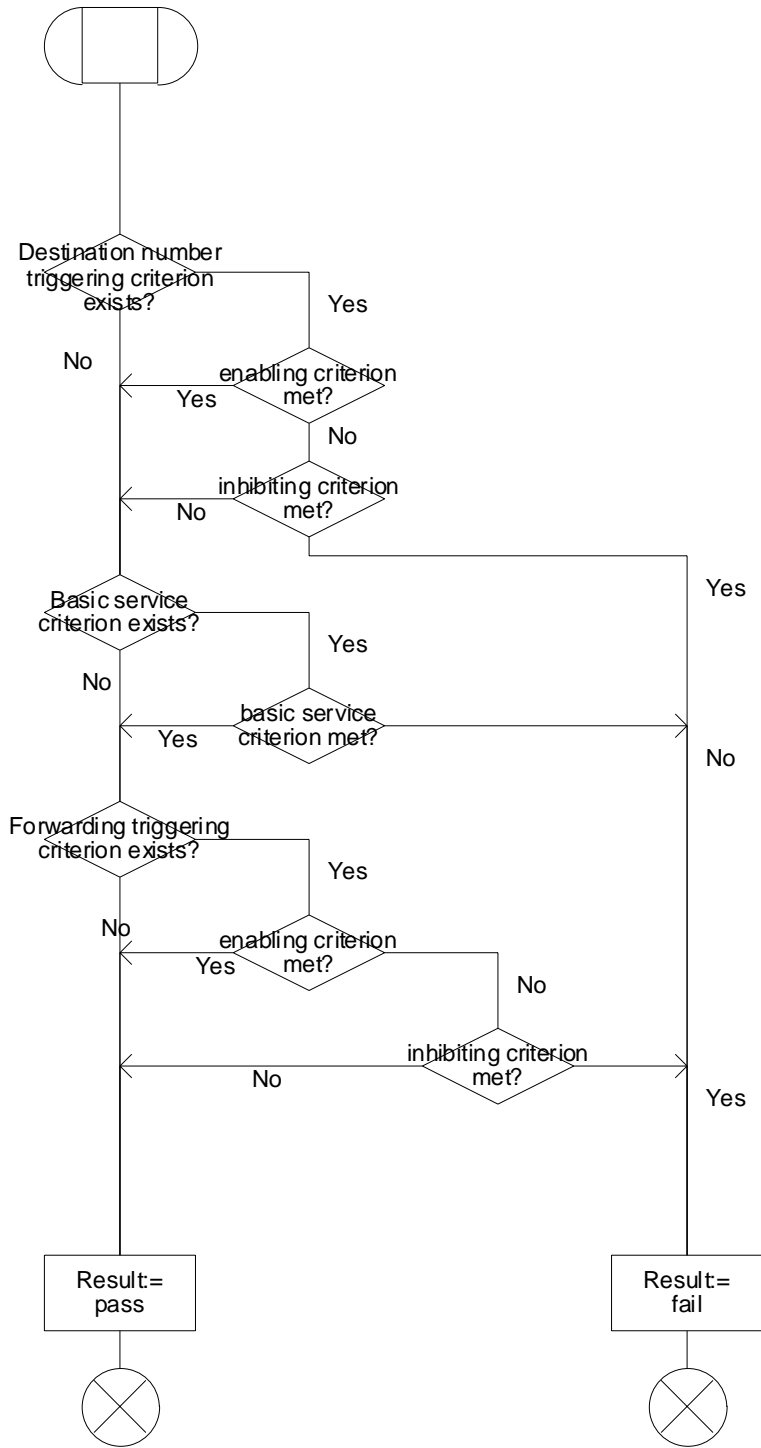 Destination number
triggering criterion
exists?
Yes
No
enabling criterion
met?
Yes
No
inhibiting criterion
met?
No
Yes
Basic service
criterion exists?
Yes
No
basic service
criterion met?
Yes
No
Forwarding triggering
criterion exists?
Yes
No
enabling criterion
met?
Yes
No
inhibiting criterion
met?
No
Yes
Result:=
pass
Result:=
fail